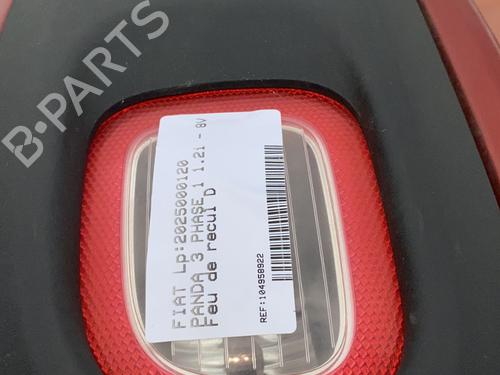 FIAT Lp:2025000120
PANDA 3 PHASE 1 1.2i - 8V
Feu de recul D
REF:104958922
B-PARTS